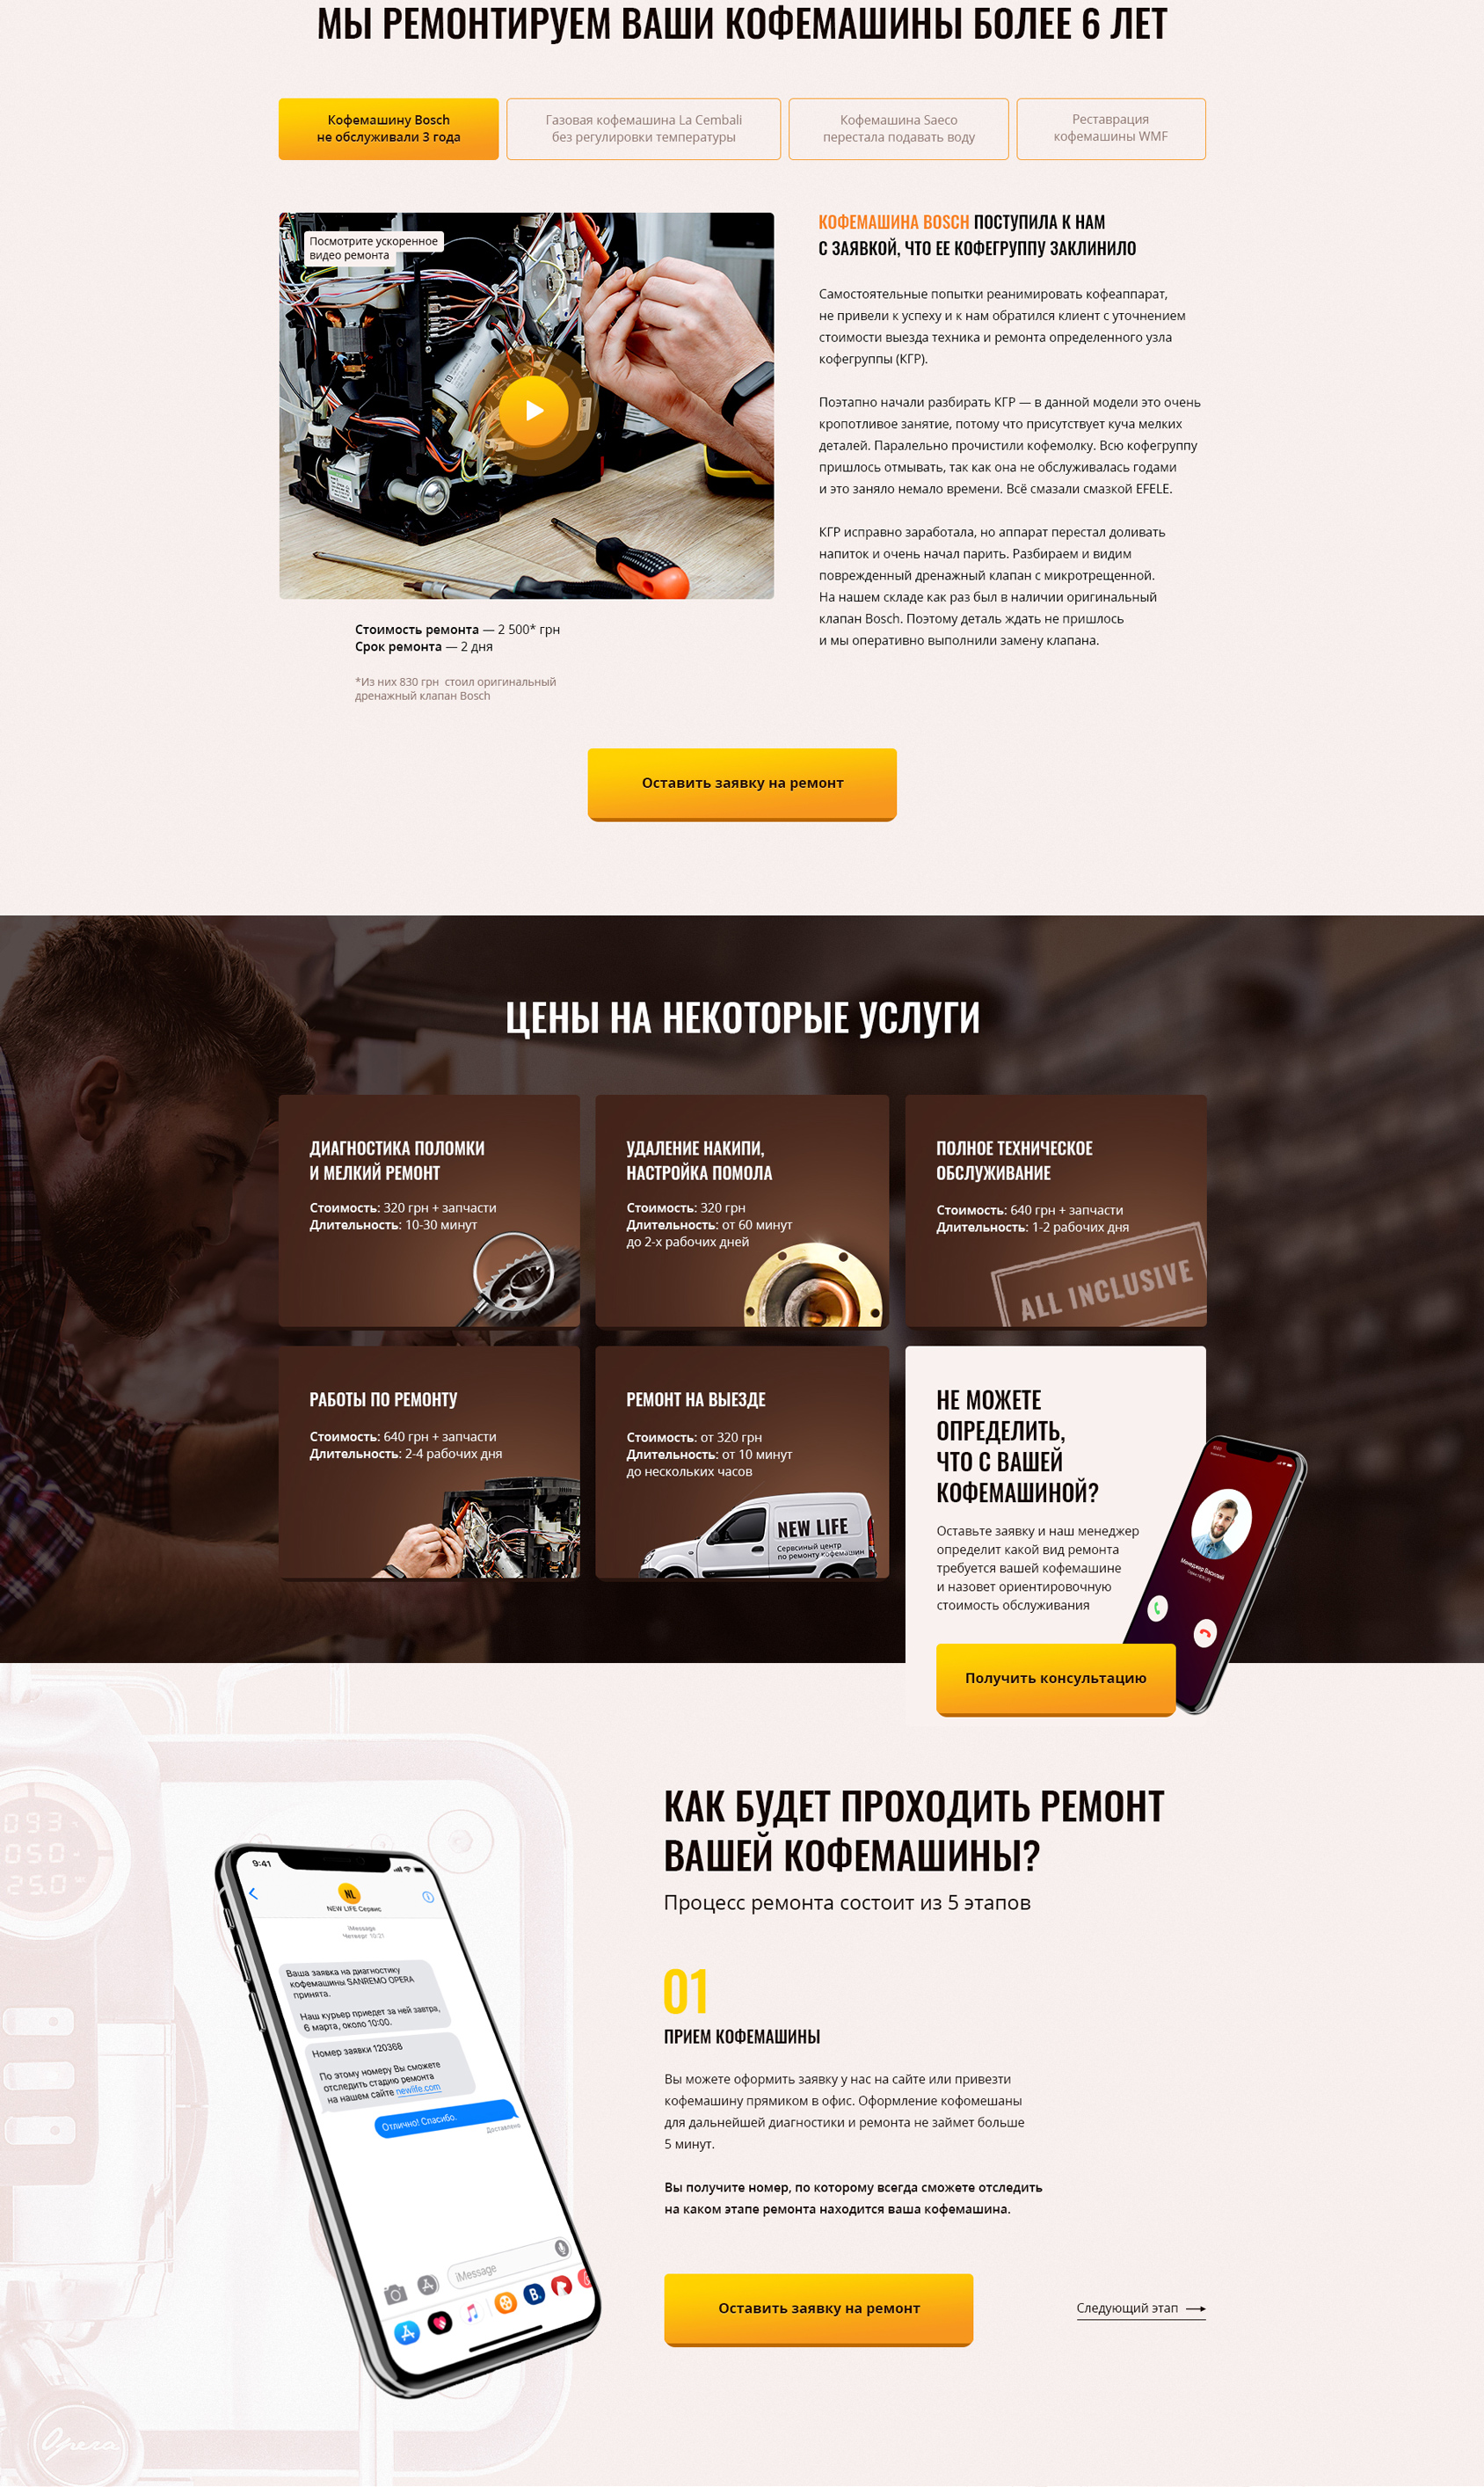 МЫ РЕМОНТИРУЕМ ВАШИ КОФЕМАШИНЫ БОЛЕЕ 6 ЛЕТ
Кофемашину Bosch
не обслуживали 3 года
Газовая кофемашина La Cembali
без регулировки температуры
Кофемашина Saeco
перестала подавать воду
Реставрация
кофемашины WMF
Посмотрите ускоренное
видео ремонта
КОФЕМАШИНА BOSCH ПОСТУПИЛА К НАМ
С ЗАЯВКОЙ, ЧТО ЕЕ КОФЕГРУППУ ЗАКЛИНИЛО
Самостоятельные попытки реанимировать кофеаппарат,
не привели к успеху и к нам обратился клиент с уточнением
стоимости выезда техника и ремонта определенного узла
кофегруппы (КГР).
Поэтапно начали разбирать КГР — в данной модели это очень
кропотливое занятие, потому что присутствует куча мелких
деталей. Паралельно прочистили кофемолку. Всю кофегруппу
пришлось отмывать, так как она не обслуживалась годами
и это заняло немало времени. Всё смазали смазкой EFELE.
КГР исправно заработала, но аппарат перестал доливать
напиток и очень начал парить. Разбираем и видим
поврежденный дренажный клапан с микротрещенной.
На нашем складе как раз был в наличии оригинальный
клапан Bosch. Поэтому деталь ждать не пришлось
и мы оперативно выполнили замену клапана.
Стоимость ремонта — 2 500* грн
Срок ремонта — 2 дня
*Из них 830 грн стоил оригинальный
дренажный клапан Bosch
Оставить заявку на ремонт
ЦЕНЫ НА НЕКОТОРЫЕ УСЛУГИ
ДИАГНОСТИКА ПОЛОМКИ
И МЕЛКИЙ РЕМОНТ
Стоимость: 320 грн + запчасти
Длительность: 10-30 минут
УДАЛЕНИЕ НАКИПИ,
НАСТРОЙКА ПОМОЛА
Стоимость: 320 грн
Длительность: от 60 минут
до 2-х рабочих дней
ПОЛНОЕ ТЕХНИЧЕСКОЕ
ОБСЛУЖИВАНИЕ
Стоимость: 640 грн + запчасти
Длительность: 1-2 рабочих дня
ALL INCLUSIVE
РАБОТЫ ПО РЕМОНТУ
Стоимость: 640 грн + запчасти
Длительность: 2-4 рабочих дня
РЕМОНТ НА ВЫЕЗДЕ
Стоимость: от 320 грн
Длительность: от 10 минут
до нескольких часов
NEW LIFE
Сервсиный центр
по ремонту кофемашин
НЕ МОЖЕТЕ
ОПРЕДЕЛИТЬ,
ЧТО С ВАШЕЙ
КОФЕМАШИНОЙ?
Оставьте заявку и наш менеджер
определит какой вид ремонта
требуется вашей кофемашине
и назовет ориентировочную
стоимость обслуживания
Менеджер Василий
Получить консультацию
КАК БУДЕТ ПРОХОДИТЬ РЕМОНТ
ВАШЕЙ КОФЕМАШИНЫ?
Процесс ремонта состоит из 5 этапов
01
ПРИЕМ КОФЕМАШИНЫ
Вы можете оформить заявку у нас на сайте или привезти
кофемашину прямиком в офис. Оформление кофомешаны
для дальнейшей диагностики и ремонта не займет больше
5 минут.
Вы получите номер, по которому всегда сможете отследить
на каком этапе ремонта находится ваша кофемашина.
Оставить заявку на ремонт
Следующий этап
093
050
25.0
9:41
NL
NEW LIFE Сервис
iMessage
Четверг 10:21
Ваша заявка на диагностику
кофемашины SANREMO OPERA
принята.
Наш курьер приедет за ней завтра,
6 марта, около 10:00.
Номер заявки 120368
По этому номеру Вы сможете
отследить стадию ремонта
на нашем сайте newlife.com
Отлично! Спасибо.
Доставлено
iMessage
B.
Opera